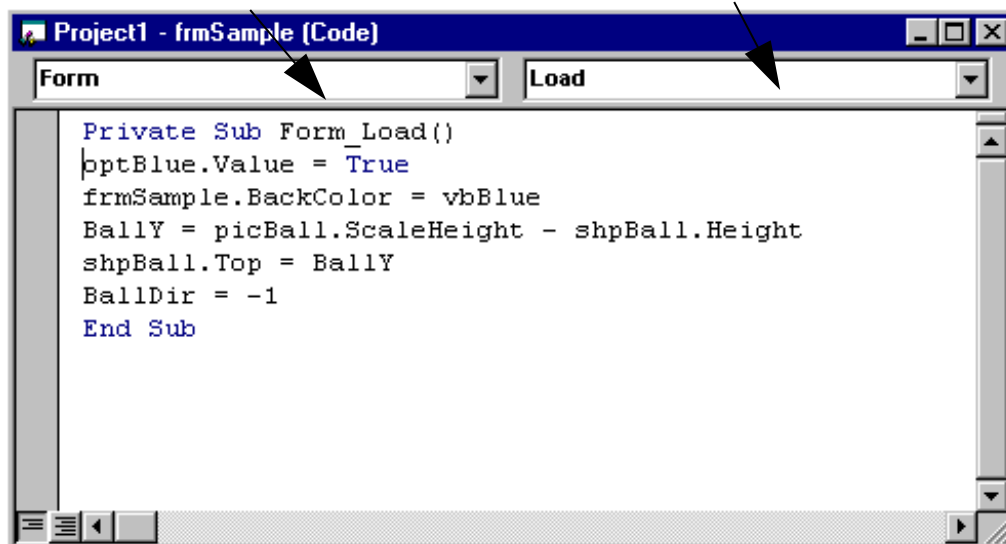 Project1 - frmSample (Code)
Form Load
Private Sub Form_Load()
optBlue.Value = True
frmSample.BackColor = vbBlue
BallY = picBall.ScaleHeight - shpBall.Height
shpBall.Top = BallY
BallDir = -1
End Sub